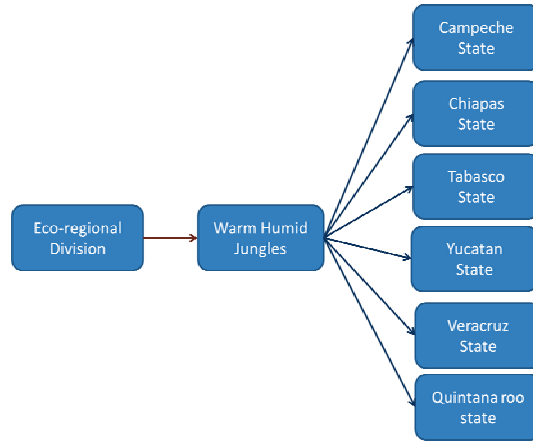 Campeche
State
Chiapas
State
Tabasco
State
Eco-regional
Division
Warm Humid
Jungles
Yucatan
State
Veracruz
State
Quintana roo
state